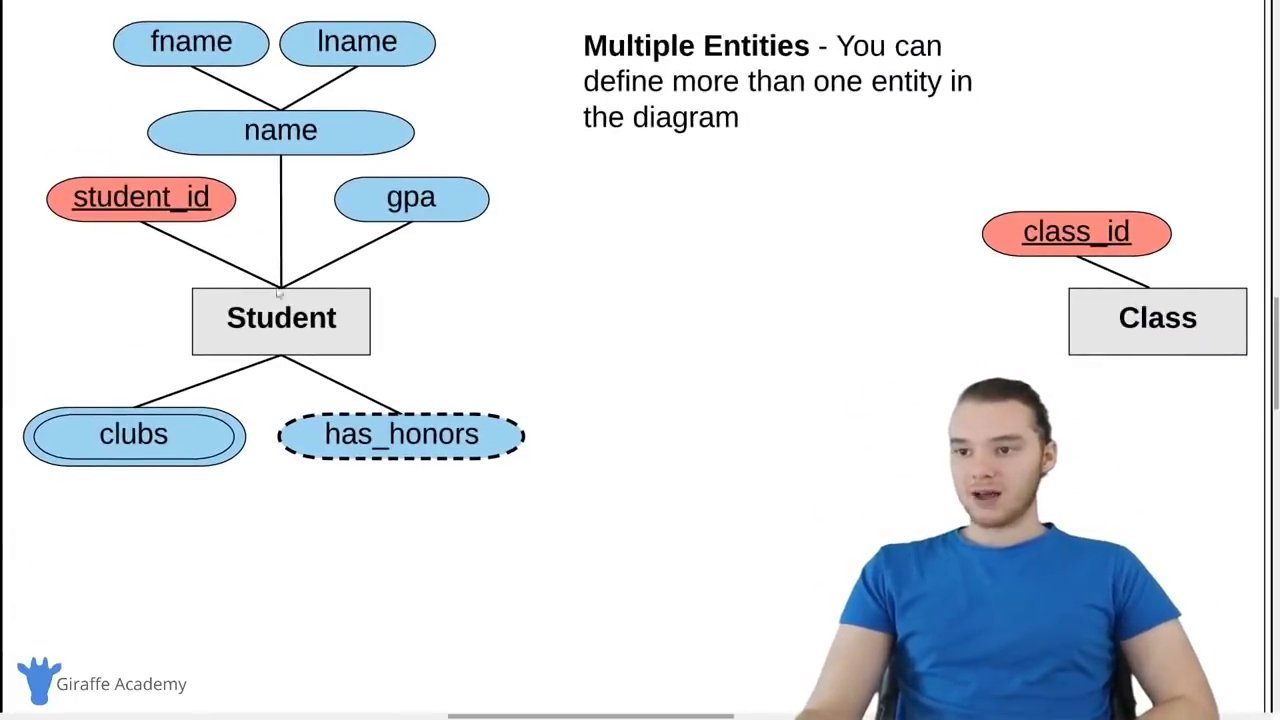 fname
lname
name
student_id
gpa
Student
clubs
has_honors
Multiple Entities - You can
define more than one entity in
the diagram
class_id
Class
Giraffe Academy